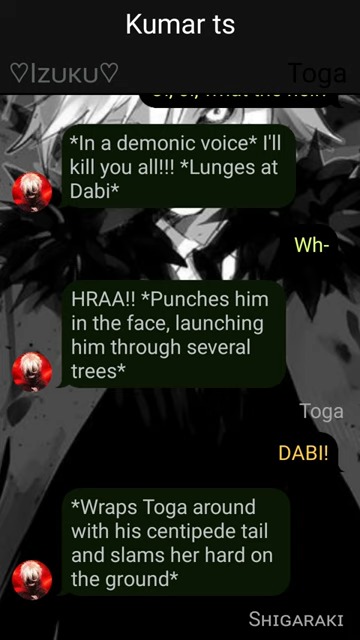 Kumar ts
♡Izuku♡
Toga
*In a demonic voice* I'll
kill you all!!! *Lunges at
Dabi*
Wh-
HRAA!! *Punches him
in the face, launching
him through several
trees*
Toga
DABI!
*Wraps Toga around
with his centipede tail
and slams her hard on
the ground*
Shigaraki